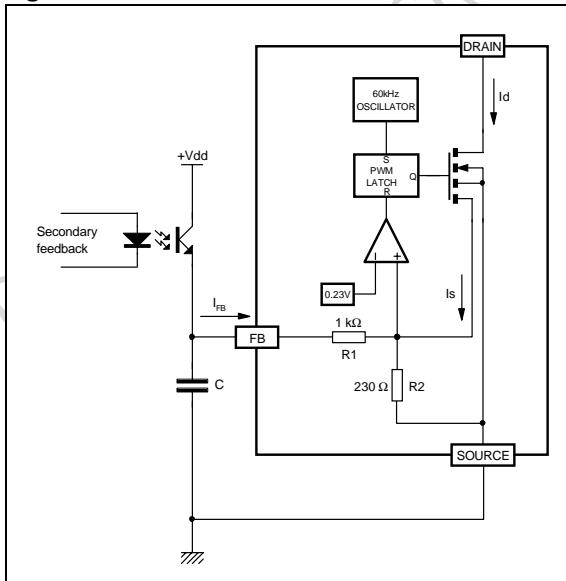 DRAIN
60kHz
OSCILLATOR
Id
+Vdd
S
PWM
LATCH
Q
R
Secondary
feedback
0.23V
Is
I_FB
1 kΩ
FB
R1
C
230 Ω
R2
SOURCE